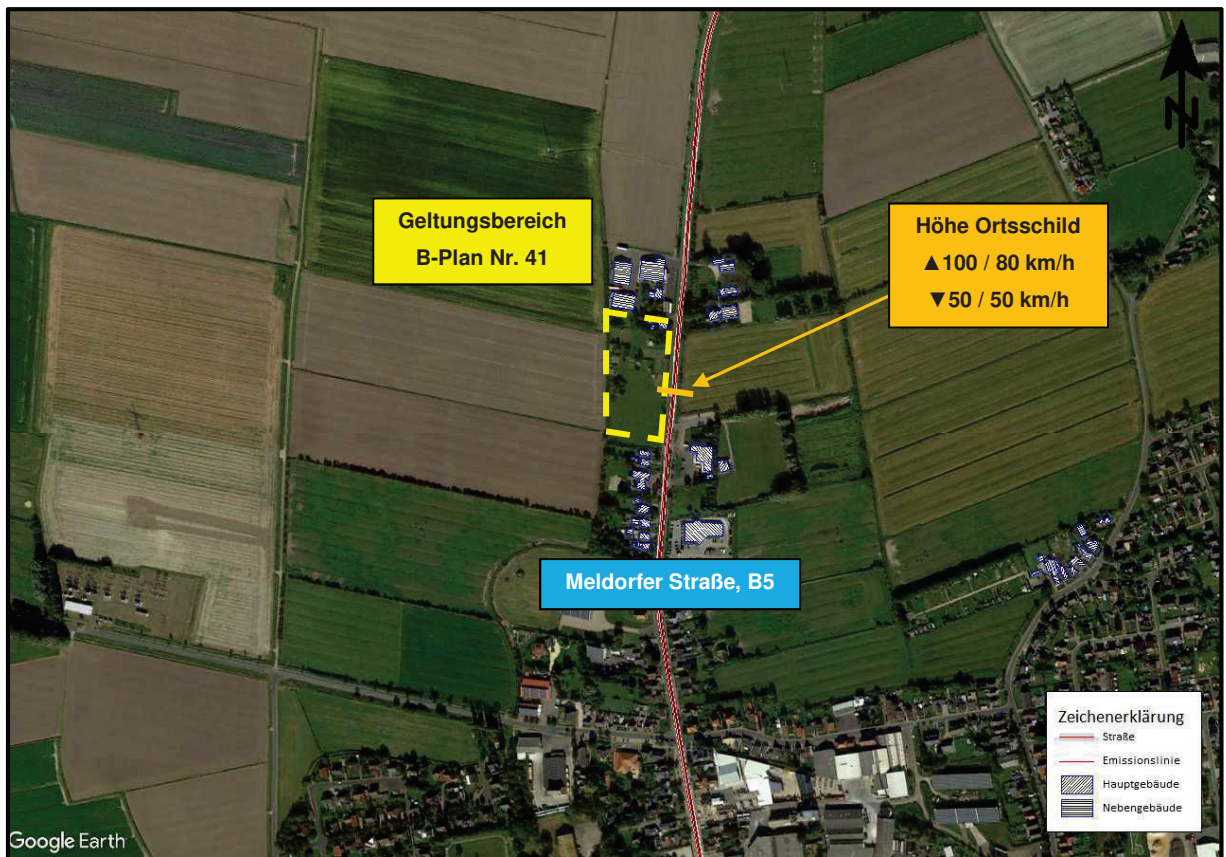 N
Geltungsbereich
B-Plan Nr. 41
Höhe Ortsschild
▲100 / 80 km/h
▼50 / 50 km/h
Meldorfer Straße, B5
Zeichenerklärung
Straße
Emissionslinie
Hauptgebäude
Nebengebäude
Google Earth